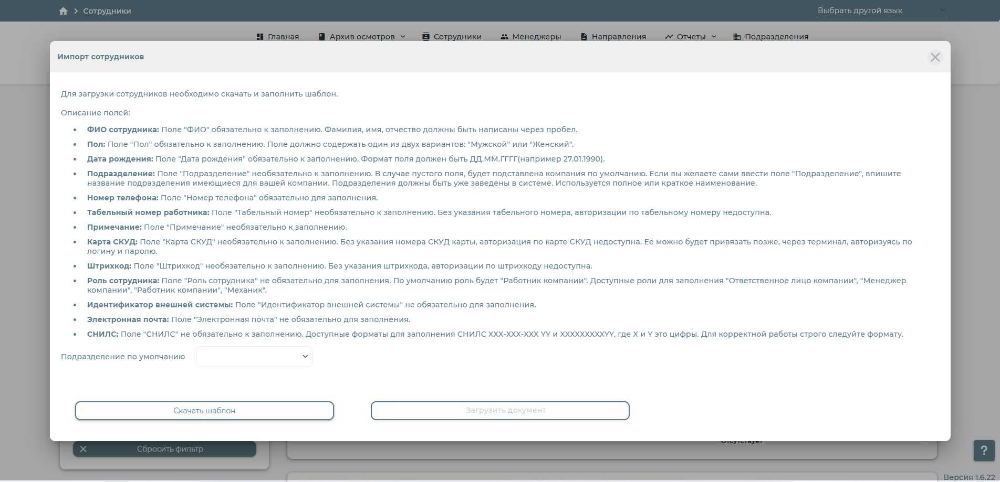 Сотрудники
Выбрать другой язык
Главная Архив осмотров Сотрудники Менеджеры Направления Отчеты Подразделения
Импорт сотрудников
Для загрузки сотрудников необходимо скачать и заполнить шаблон.
Описание полей:
• ФИО сотрудника: Поле "ФИО" обязательно к заполнению. Фамилия, имя, отчество должны быть написаны через пробел.
• Пол: Поле "Пол" обязательно к заполнению. Поле должно содержать один из двух вариантов: "Мужской" или "Женский".
• Дата рождения: Поле "Дата рождения" обязательно к заполнению. Формат поля должен быть ДД.ММ.ГГГГ(например 27.01.1990).
• Подразделение: Поле "Подразделение" необязательно к заполнению. В случае пустого поля, будет подставлена компания по умолчанию. Если вы желаете сами ввести поле "Подразделение", впишите
название подразделения имеющиеся для вашей компании. Подразделения должны быть уже заведены в системе. Используется полное или краткое наименование.
• Номер телефона: Поле "Номер телефона" обязательно для заполнения.
• Табельный номер работника: Поле "Табельный номер" необязательно к заполнению. Без указания табельного номера, авторизации по табельному номеру недоступна.
• Примечание: Поле "Примечание" необязательно к заполнению.
• Карта СКУД: Поле "Карта СКУД" необязательно к заполнению. Без указания номера СКУД карты, авторизация по карте СКУД недоступна. Её можно будет привязать позже, через терминал, авторизуясь по
логину и паролю.
• Штрихкод: Поле "Штрихкод" необязательно к заполнению. Без указания штрихкода, авторизации по штрихкоду недоступна.
• Роль сотрудника: Поле "Роль сотрудника" не обязательно для заполнения. По умолчанию роль будет "Работник компании". Доступные роли для заполнения "Ответственное лицо компании", "Менеджер
компании", "Работник компании", "Механик".
• Идентификатор внешней системы: Поле "Идентификатор внешней системы" не обязательно для заполнения.
• Электронная почта: Поле "Электронная почта" не обязательно для заполнения.
• СНИЛС: Поле "СНИЛС" не обязательно к заполнению. Доступные форматы для заполнения СНИЛС XXX-XXX-XXX YY и XXXXXXXXXYY, где X и Y это цифры. Для корректной работы строго следуйте формату.
Подразделение по умолчанию
Скачать шаблон
Загрузить документ
Отсутствует
Сбросить фильтр
?
Версия 1.6.22